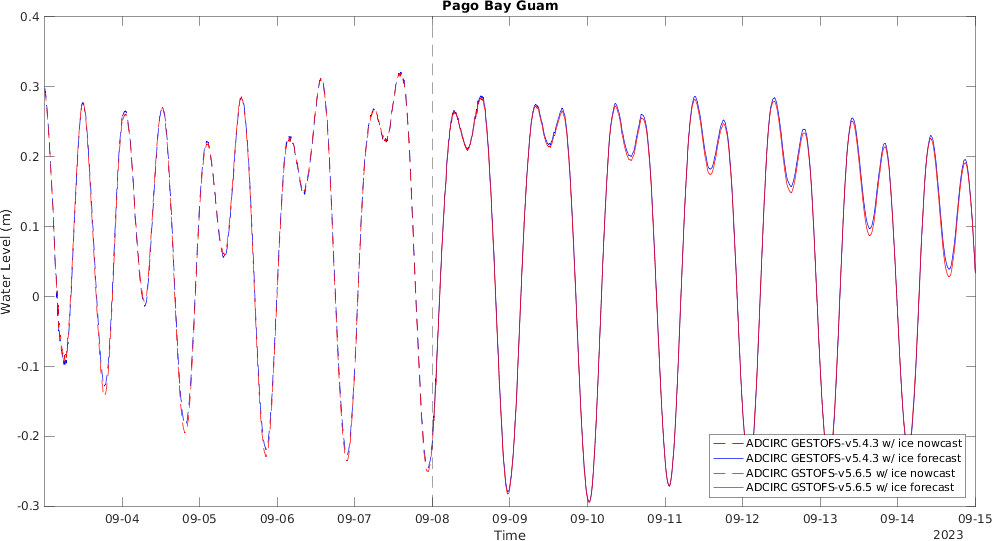 Pago Bay Guam
0.4
0.3
0.2
0.1
0
-0.1
-0.2
-0.3
Water Level (m)
09-04 09-05 09-06 09-07 09-08 09-09 09-10 09-11 09-12 09-13 09-14 09-15
Time
2023
ADCIRC GESTOFS-v5.4.3 w/ ice nowcast
ADCIRC GESTOFS-v5.4.3 w/ ice forecast
ADCIRC GSTOFS-v5.6.5 w/ ice nowcast
ADCIRC GSTOFS-v5.6.5 w/ ice forecast